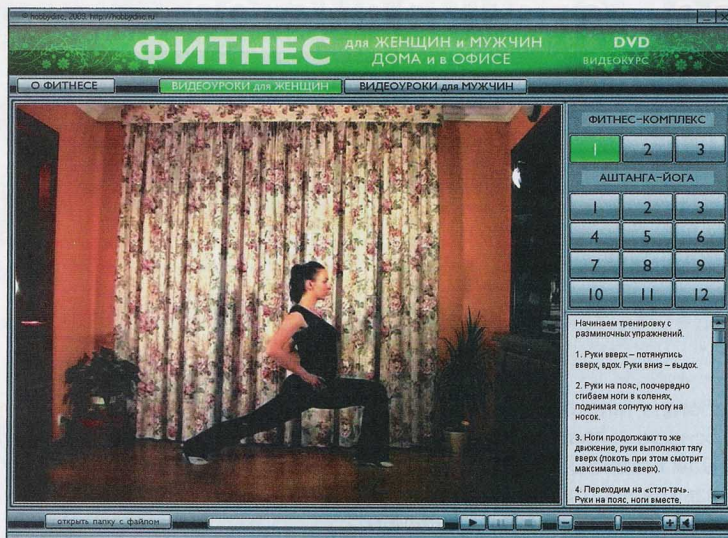 © hobbydisc, 2003, http://hobbydisc.ru
ФИТНЕС
для ЖЕНЩИН и МУЖЧИН
ДОМА и в ОФИСЕ
DVD
ВИДЕОКУРС
О ФИТНЕСЕ
ВИДЕОУРОКИ для ЖЕНЩИН
ВИДЕОУРОКИ для МУЖЧИН
ФИТНЕС-КОМПЛЕКС
1 2 3
АШТАНГА-ЙОГА
1 2 3
4 5 6
7 8 9
10 11 12
Начинаем тренировку с
разминочных упражнений.
1. Руки вверх – потянулись
вверх, вдох. Руки вниз – выдох.
2. Руки на пояс, поочередно
сгибаем ноги в коленях,
поднимая согнутую ногу на
носок.
3. Ноги продолжают то же
движение, руки выполняют тягу
вверх (локоть при этом смотрит
максимально вверх).
4. Переходим на «стэп-тач».
Руки на пояс, ноги вместе,
открыть папку с файлом